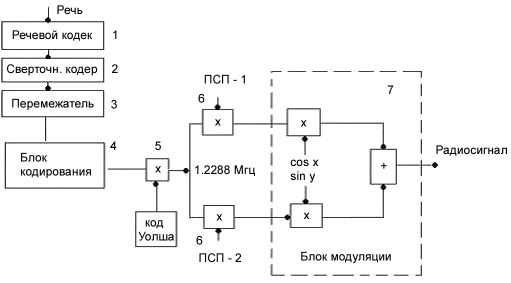 Речь
Речевой кодек 1
Сверточн. кодер 2
Перемежатель 3
Блок
кодирования
4
5
x
код
Уолша
1.2288 Мгц
ПСП - 1
6
x
6
x
ПСП - 2
7
x
cos x
sin y
x
+
Блок модуляции
Радиосигнал